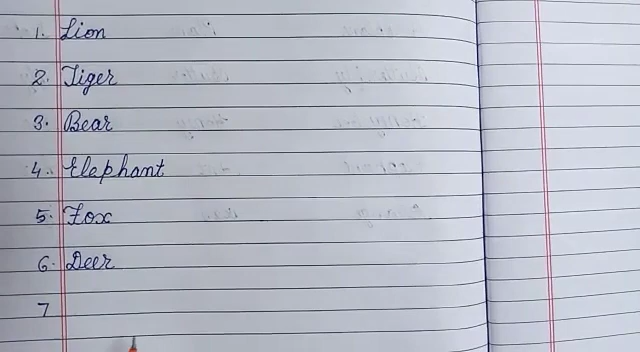 1. Lion
2. Tiger
3. Bear
4. Elephant
5. Fox
6. Deer
7